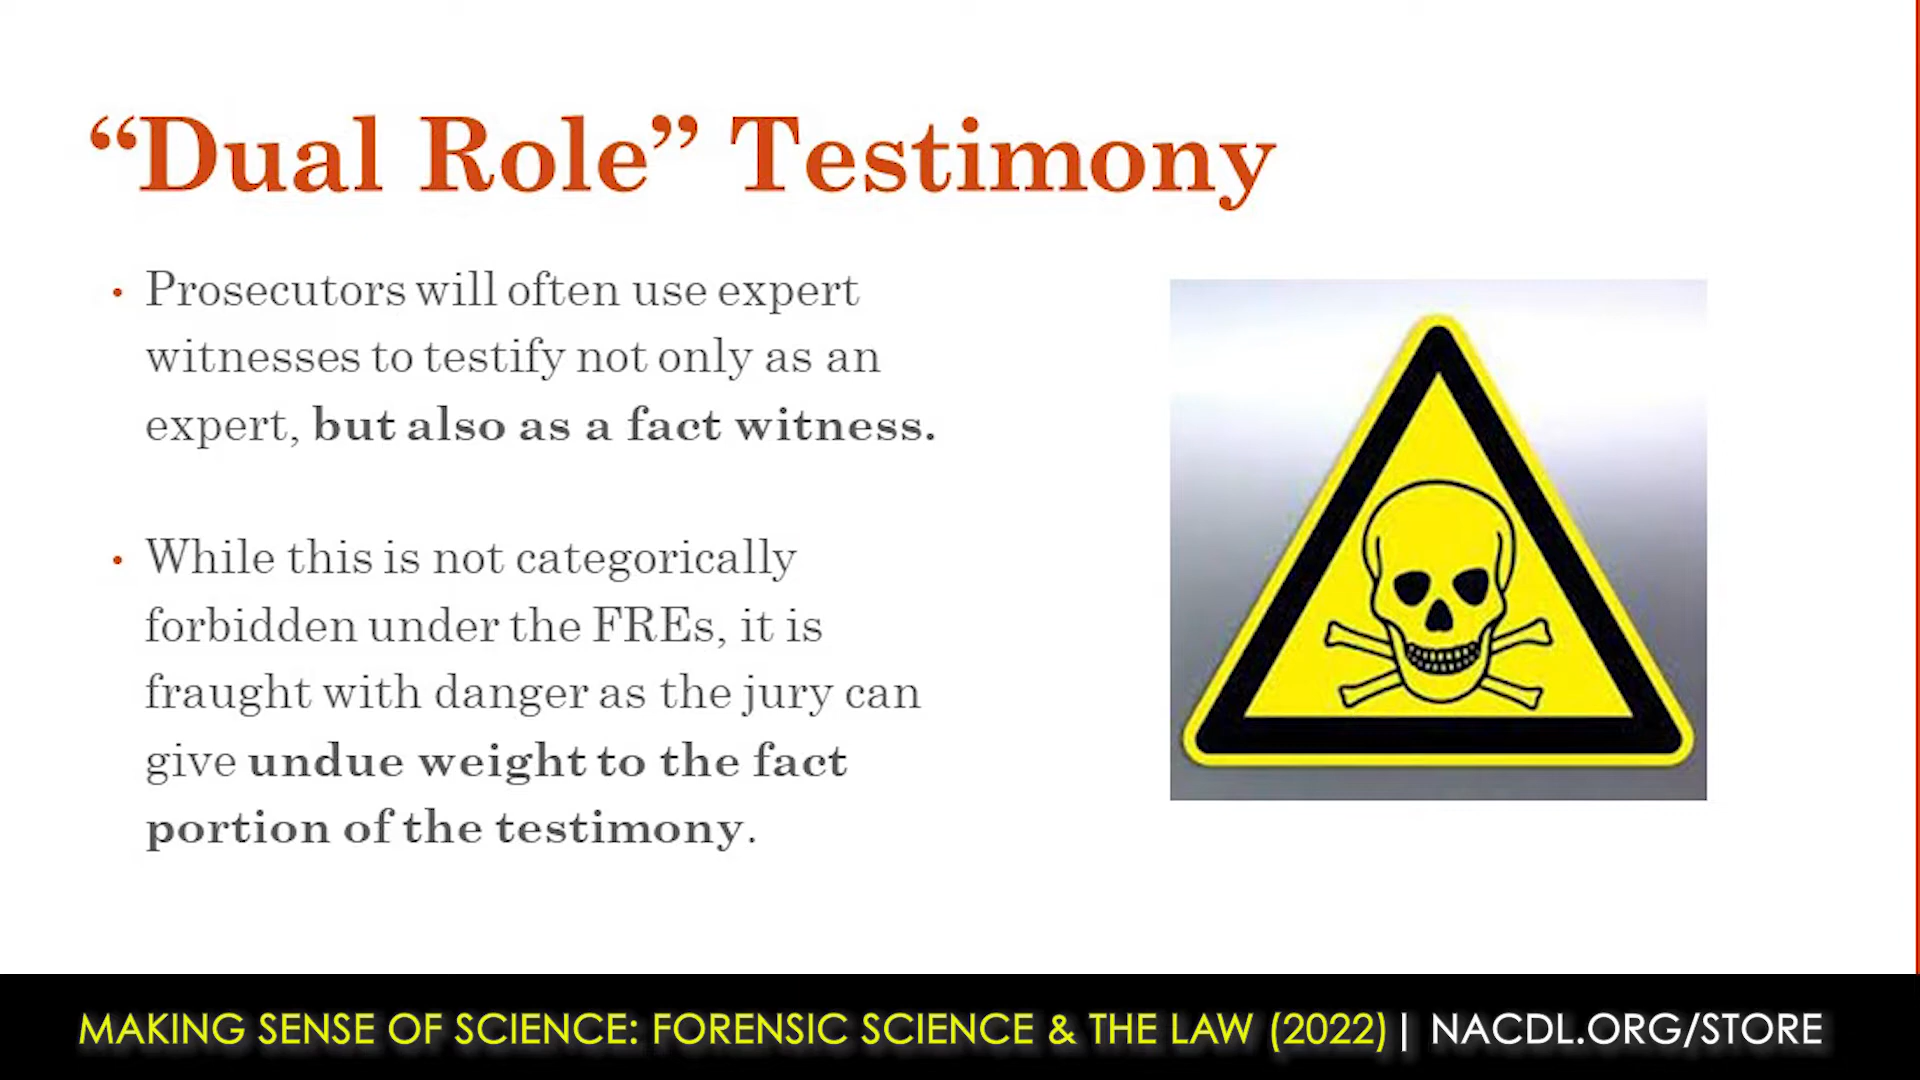 “Dual Role” Testimony
• Prosecutors will often use expert
witnesses to testify not only as an
expert, but also as a fact witness.
• While this is not categorically
forbidden under the FREs, it is
fraught with danger as the jury can
give undue weight to the fact
portion of the testimony.
MAKING SENSE OF SCIENCE: FORENSIC SCIENCE & THE LAW (2022) | NACDL.ORG/STORE